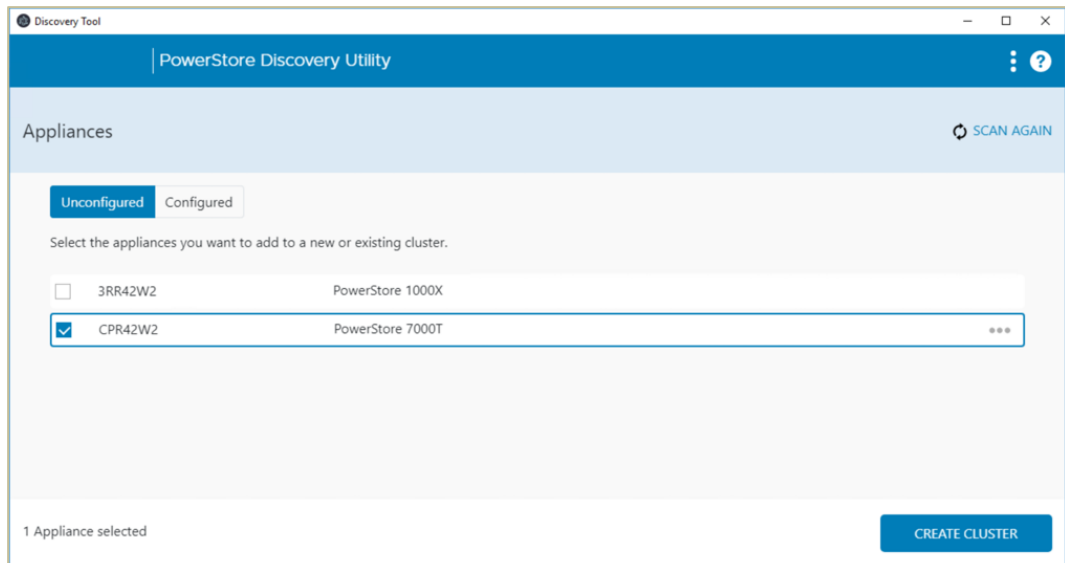 Discovery Tool
PowerStore Discovery Utility
Appliances
SCAN AGAIN
Unconfigured Configured
Select the appliances you want to add to a new or existing cluster.
3RR42W2 PowerStore 1000X
CPR42W2 PowerStore 7000T
1 Appliance selected
CREATE CLUSTER